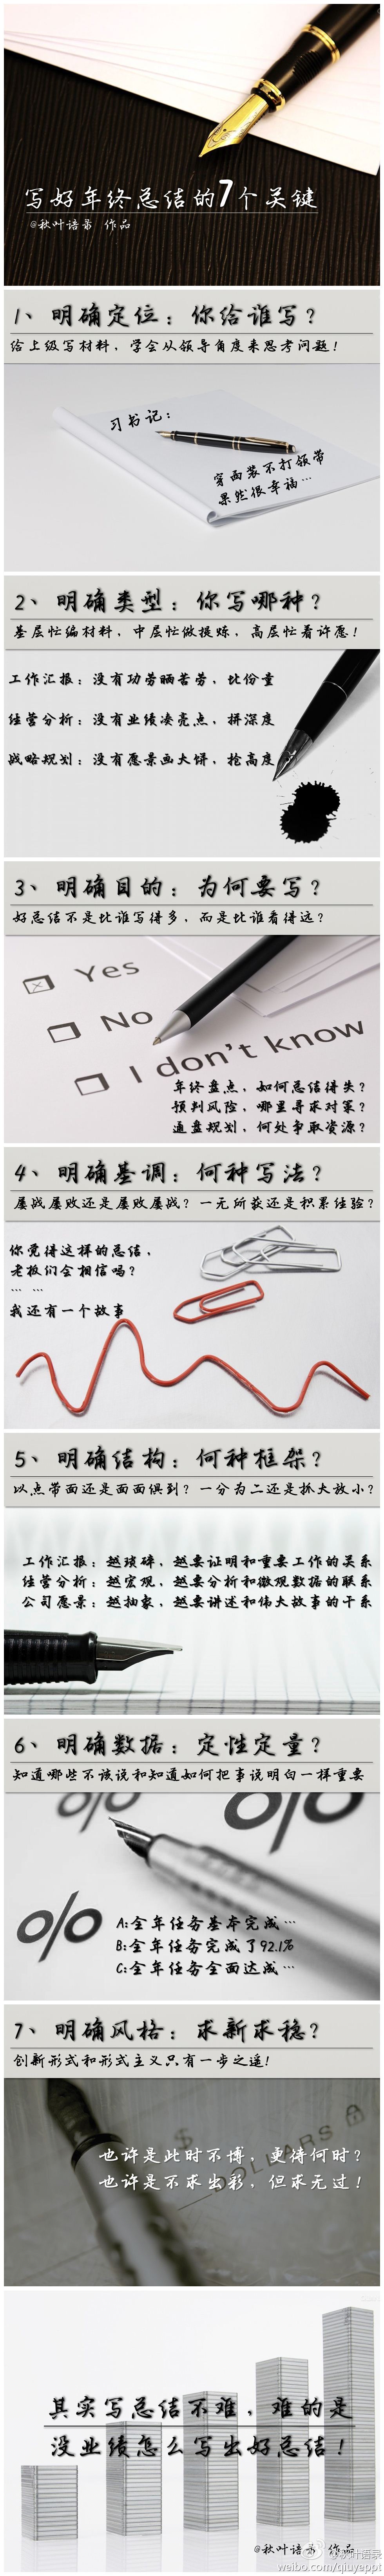 写好年终总结的7个关键
@秋叶语录 作品
1、明确定位：你给谁写？
给上级写材料，学会从领导角度来思考问题！
习书记：
穿西装不打领带
果然很幸福…
2、明确类型：你写哪种？
基层忙编材料，中层忙做提炼，高层忙着许愿！
工作汇报：没有功劳晒苦劳，比份量
经营分析：没有业绩凑亮点，拼深度
战略规划：没有愿景画大饼，抢高度
3、明确目的：为何要写？
好总结不是比谁写得多，而是比谁看得远？
Yes
No
I don't know
年终盘点，如何总结得失？
预判风险，哪里寻求对策？
通盘规划，何处争取资源？
4、明确基调：何种写法？
屡战屡败还是屡败屡战？一无所获还是积累经验？
你觉得这样的总结，
老板们会相信吗？
… …
我还有一个故事
5、明确结构：何种框架？
以点带面还是面面俱到？一分为二还是抓大放小？
工作汇报：越琐碎，越要证明和重要工作的关系
经营分析：越宏观，越要分析和微观数据的联系
公司愿景：越抽象，越要讲述和伟大故事的干系
6、明确数据：定性定量？
知道哪些不该说和知道如何把事说明白一样重要
%
%
%
A:全年任务基本完成…
B:全年任务完成了92.1%
C:全年任务全面达成…
7、明确风格：求新求稳？
创新形式和形式主义只有一步之遥！
$
DOLLARS
也许是此时不博，更待何时？
也许是不求出彩，但求无过！
其实写总结不难，难的是
没业绩怎么写出好总结！
@秋叶语录 作品
@秋叶语录
weibo.com/qiuyeppt